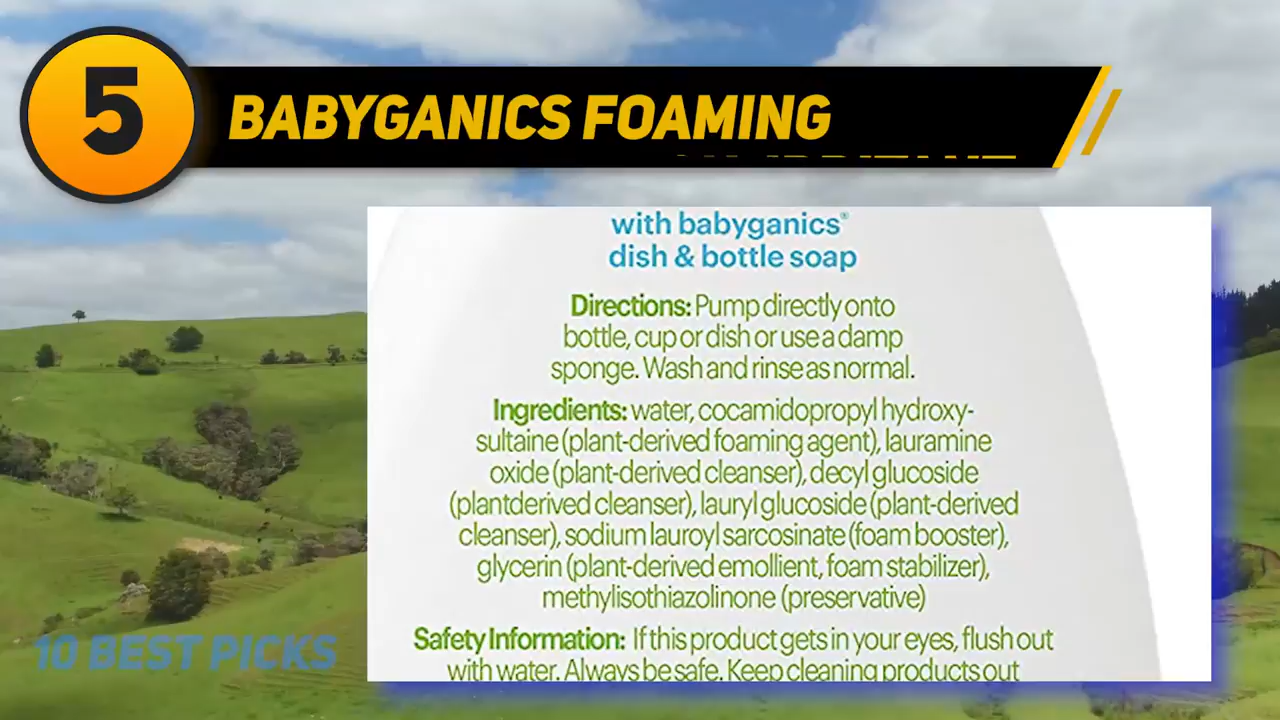 5
BABYGANICS FOAMING
with babyganics®
dish & bottle soap
Directions: Pump directly onto
bottle, cup or dish or use a damp
sponge. Wash and rinse as normal.
Ingredients: water, cocamidopropyl hydroxy-
sultaine (plant-derived foaming agent), lauramine
oxide (plant-derived cleanser), decyl glucoside
(plantderived cleanser), lauryl glucoside (plant-derived
cleanser), sodium lauroyl sarcosinate (foam booster),
glycerin (plant-derived emollient, foam stabilizer),
methylisothiazolinone (preservative)
Safety Information: If this product gets in your eyes, flush out
with water. Always be safe. Keep cleaning products out
10 BEST PICKS